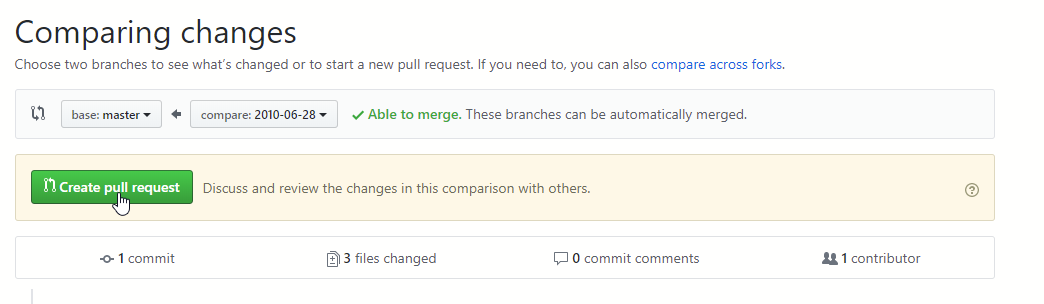 Comparing changes
Choose two branches to see what's changed or to start a new pull request. If you need to, you can also compare across forks.
base: master compare: 2010-06-28 Able to merge. These branches can be automatically merged.
Create pull request Discuss and review the changes in this comparison with others.
1 commit 3 files changed 0 commit comments 1 contributor